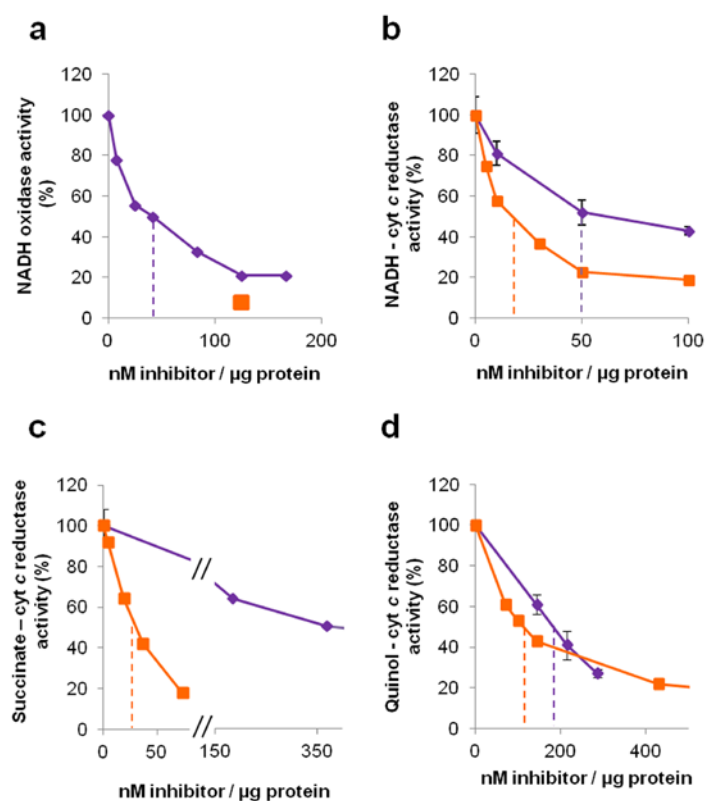 a
NADH oxidase activity
(%)
120
100
80
60
40
20
0
0 100 200
nM inhibitor / µg protein
b
NADH - cyt c reductase
activity (%)
120
100
80
60
40
20
0
0 50 100
nM inhibitor / µg protein
c
Succinate – cyt c reductase
activity (%)
120
100
80
60
40
20
0
0 50 150 350
nM inhibitor / µg protein
d
Quinol - cyt c reductase
activity (%)
120
100
80
60
40
20
0
0 200 400
nM inhibitor / µg protein